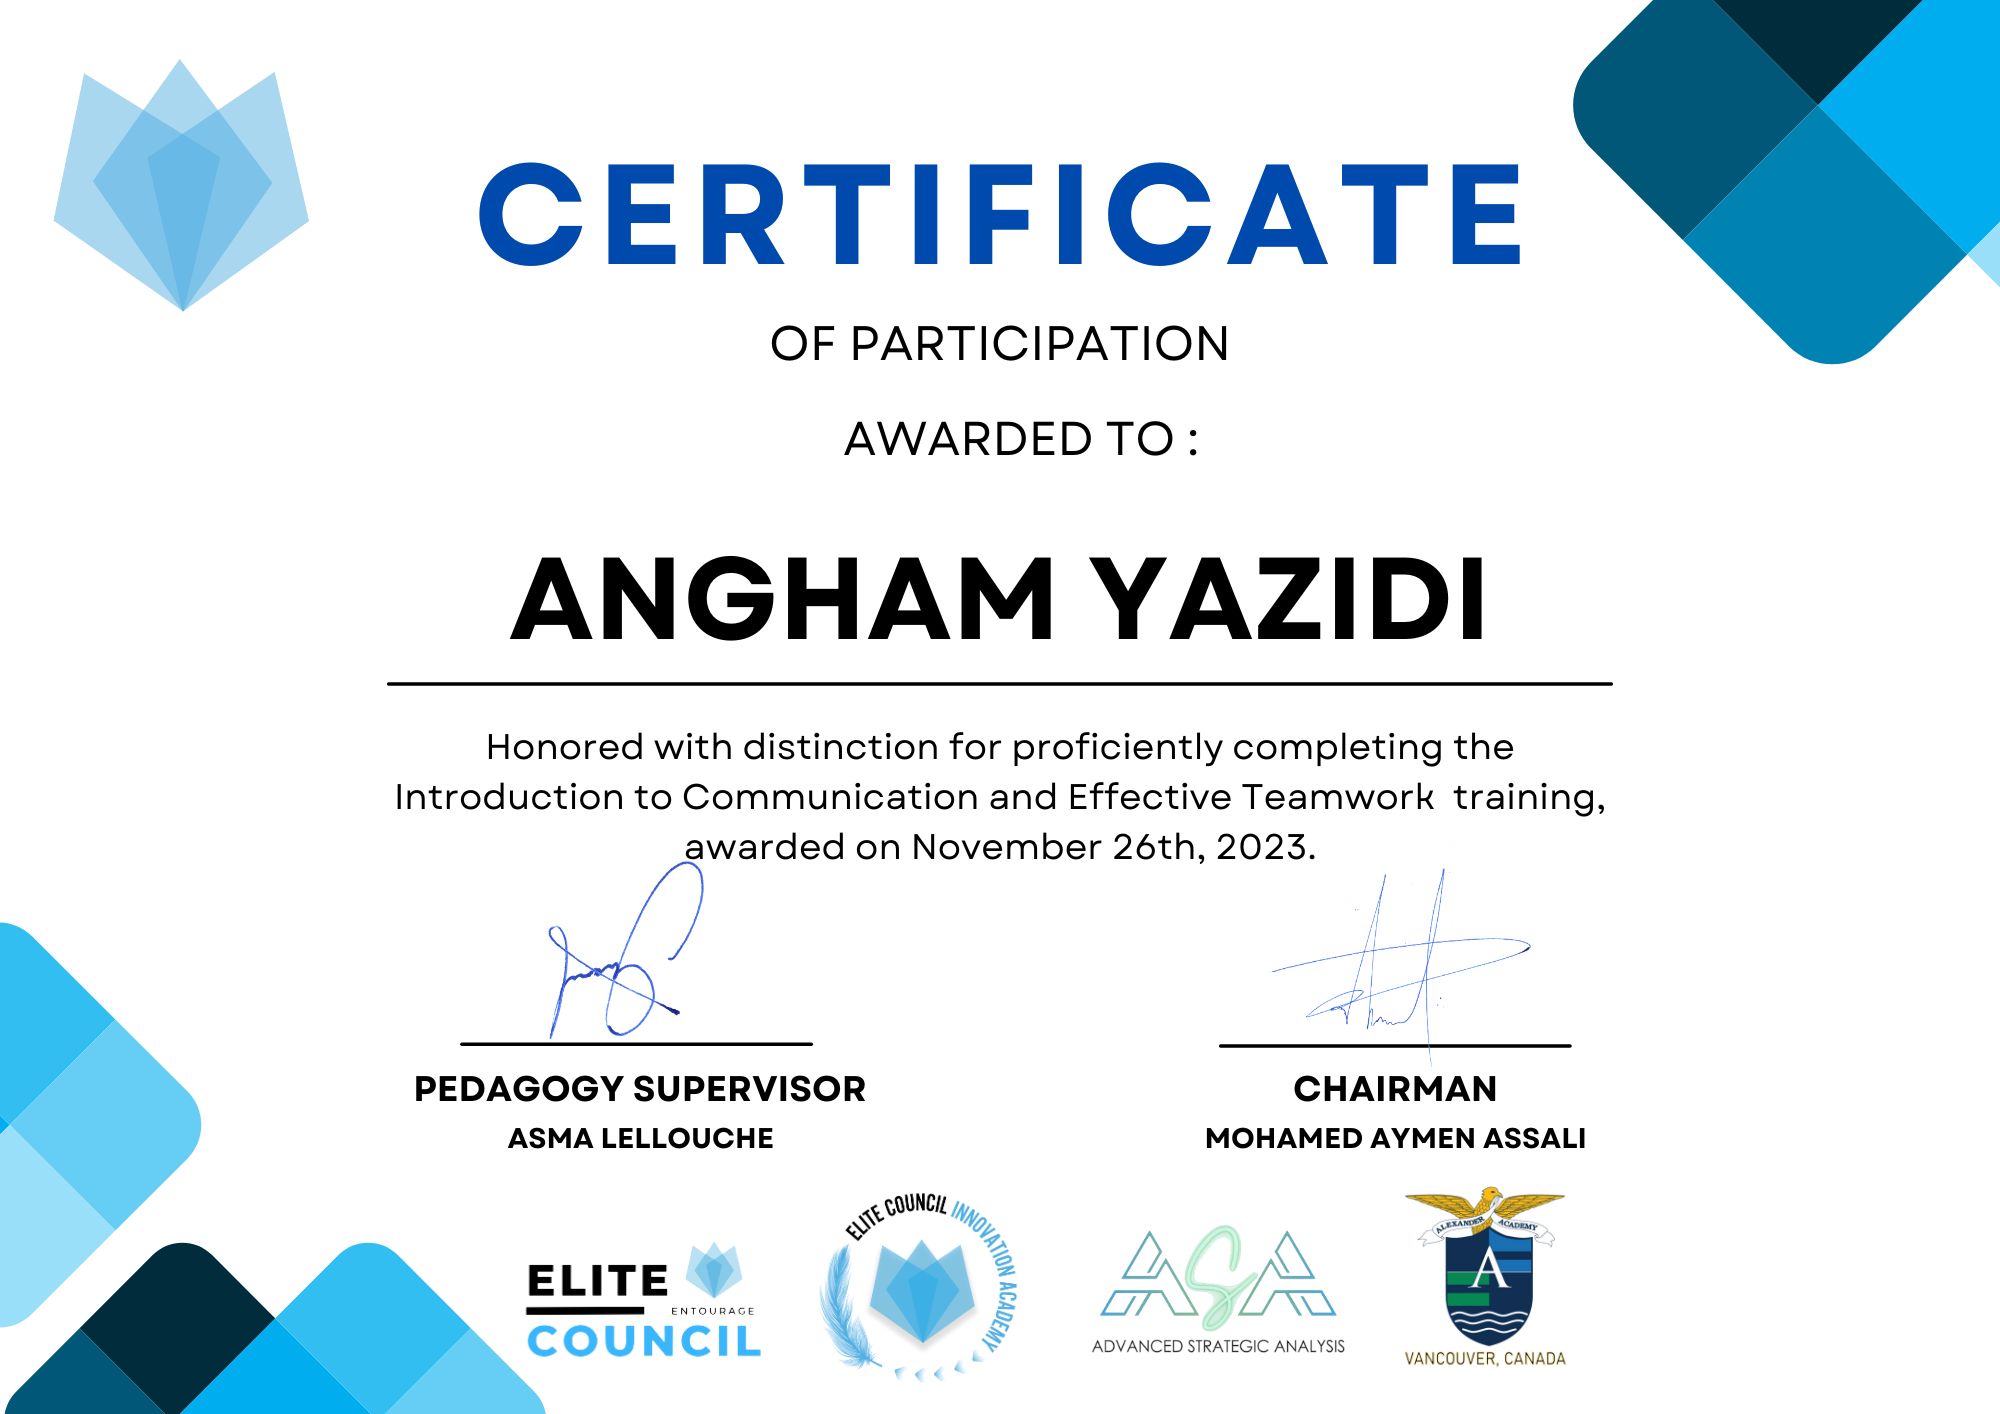 CERTIFICATE
OF PARTICIPATION
AWARDED TO :
ANGHAM YAZIDI
Honored with distinction for proficiently completing the
Introduction to Communication and Effective Teamwork training,
awarded on November 26th, 2023.
PEDAGOGY SUPERVISOR
ASMA LELLOUCHE
CHAIRMAN
MOHAMED AYMEN ASSALI
ELITE
ENTOURAGE
COUNCIL
ELITE COUNCIL INNOVATION ACADEMY
ASA
ADVANCED STRATEGIC ANALYSIS
ALEXANDER ACADEMY
A
VANCOUVER, CANADA